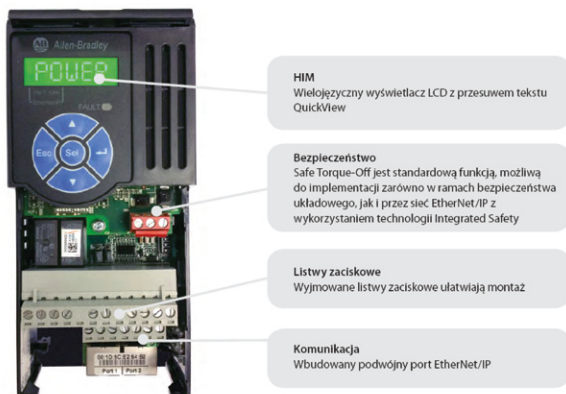 AB Allen-Bradley
POWER
FAULT
Esc
Sel
HIM
Wielojęzyczny wyświetlacz LCD z przesuwem tekstu
QuickView
Bezpieczeństwo
Safe Torque-Off jest standardową funkcją, możliwą
do implementacji zarówno w ramach bezpieczeństwa
układowego, jak i przez sieć EtherNet/IP z
wykorzystaniem technologii Integrated Safety
Listwy zaciskowe
Wyjmowane listwy zaciskowe ułatwiają montaż
Port 1
Port 2
Komunikacja
Wbudowany podwójny port EtherNet/IP